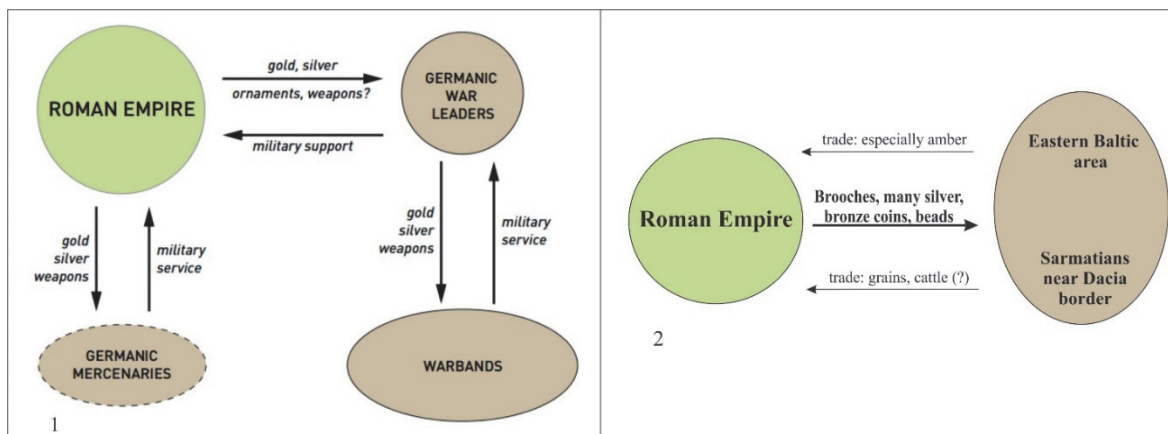 ROMAN EMPIRE
gold, silver
ornaments, weapons?
military support
GERMANIC
WAR
LEADERS
gold
silver
weapons
military
service
gold
silver
weapons
military
service
GERMANIC
MERCENARIES
WARBANDS
1
Roman Empire
trade: especially amber
Brooches, many silver,
bronze coins, beads
trade: grains, cattle (?)
Eastern Baltic
area
Sarmatians
near Dacia
border
2